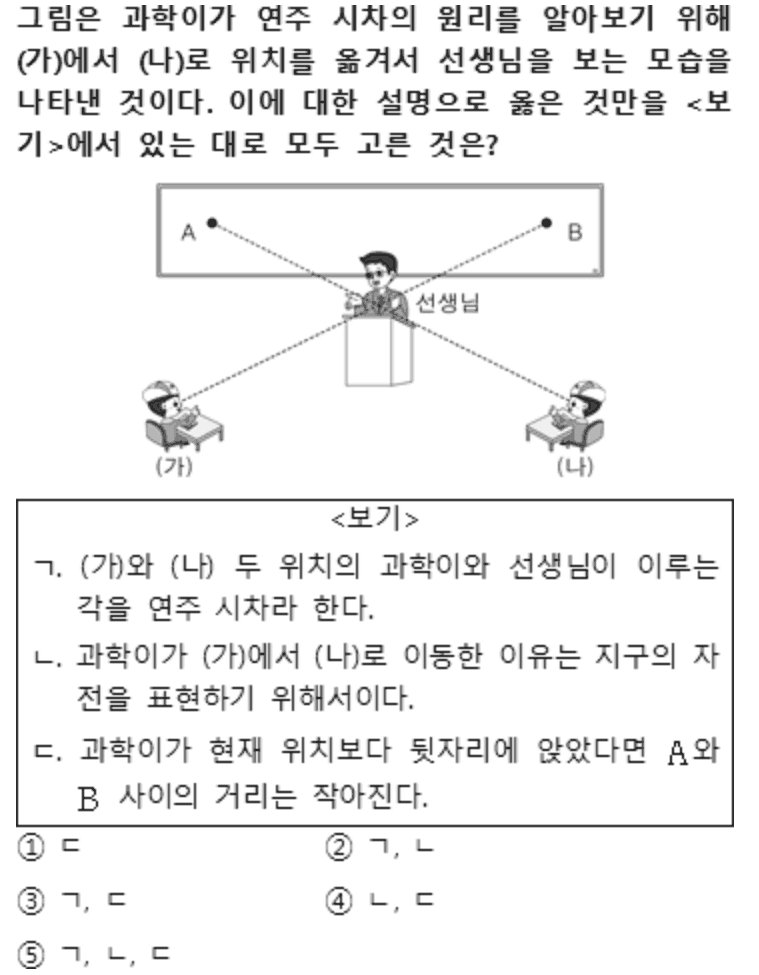 그림은 과학이가 연주 시차의 원리를 알아보기 위해
(가)에서 (나)로 위치를 옮겨서 선생님을 보는 모습을
나타낸 것이다. 이에 대한 설명으로 옳은 것만을 <보
기>에서 있는 대로 모두 고른 것은?
A
B
선생님
(가)
(나)
<보기>
ㄱ. (가)와 (나) 두 위치의 과학이와 선생님이 이루는
각을 연주 시차라 한다.
ㄴ. 과학이가 (가)에서 (나)로 이동한 이유는 지구의 자
전을 표현하기 위해서이다.
ㄷ. 과학이가 현재 위치보다 뒷자리에 앉았다면 A와
B 사이의 거리는 작아진다.
① ㄷ
② ㄱ, ㄴ
③ ㄱ, ㄷ
④ ㄴ, ㄷ
⑤ ㄱ, ㄴ, ㄷ